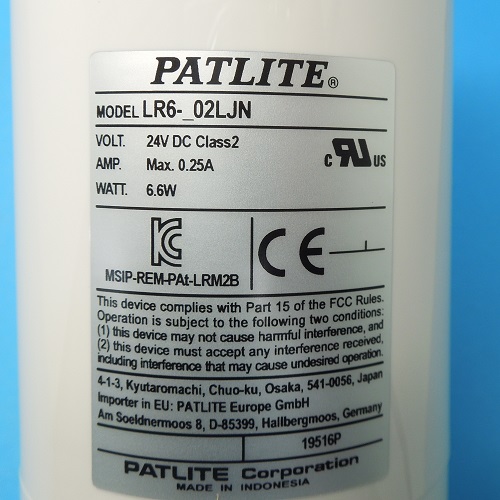 PATLITE®
MODEL LR6-_02LJN
VOLT. 24V DC Class2
AMP. Max. 0.25A
WATT. 6.6W
c RU US
MSIP-REM-PAt-LRM2B
CE
This device complies with Part 15 of the FCC Rules.
Operation is subject to the following two conditions:
(1) this device may not cause harmful interference, and
(2) this device must accept any interference received,
including interference that may cause undesired operation.
4-1-3, Kyutaromachi, Chuo-ku, Osaka, 541-0056, Japan
Importer in EU: PATLITE Europe GmbH
Am Soeldnermoos 8, D-85399, Hallbergmoos, Germany
19516P
PATLITE Corporation
MADE IN INDONESIA